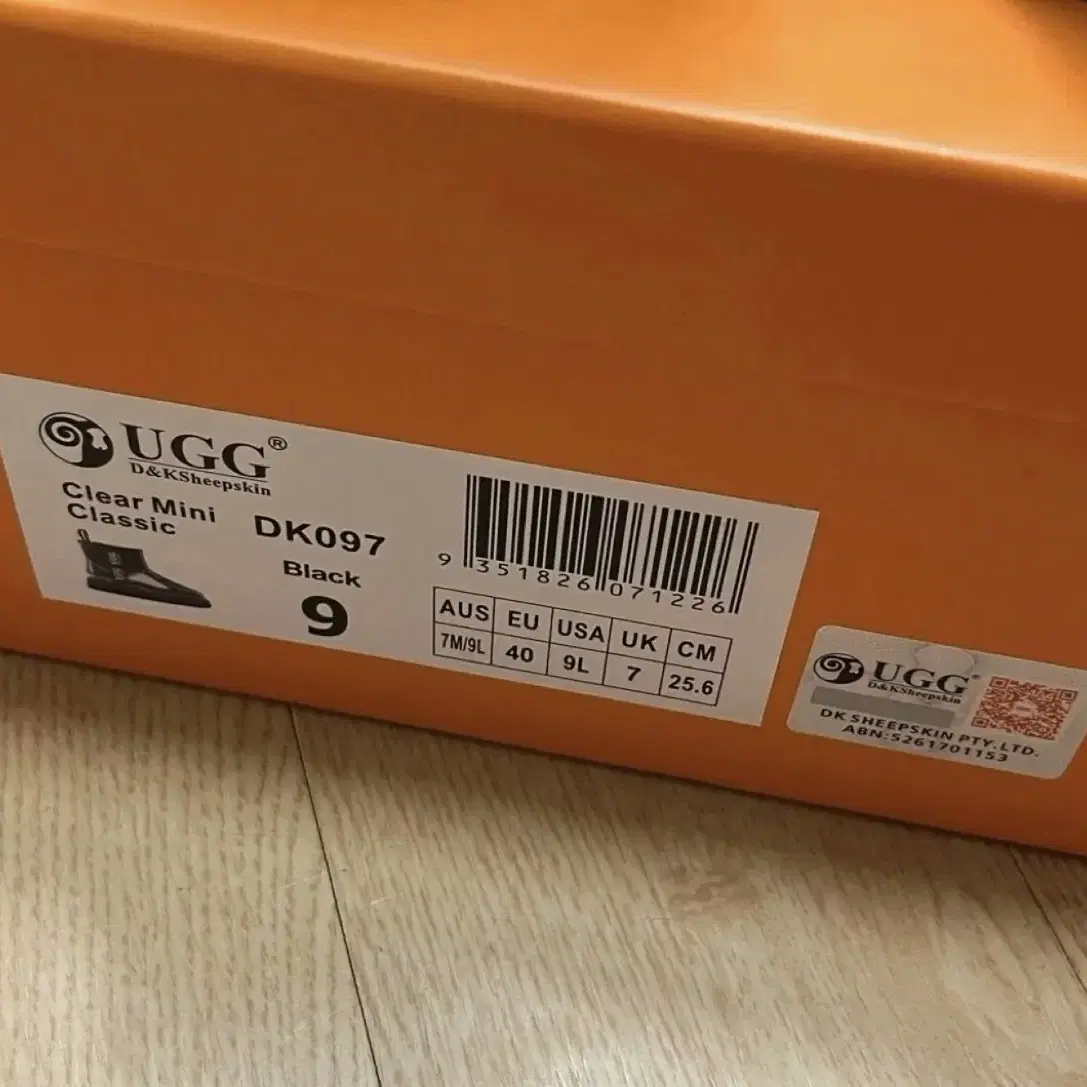 UGG®
D&KSheepskin
Clear Mini
Classic
DK097
Black
9
9 351826 071226
AUS EU USA UK CM
7M/9L 40 9L 7 25.6
UGG
D&KSheepskin
DK SHEEPSKIN PTY.LTD.
ABN:5261701153